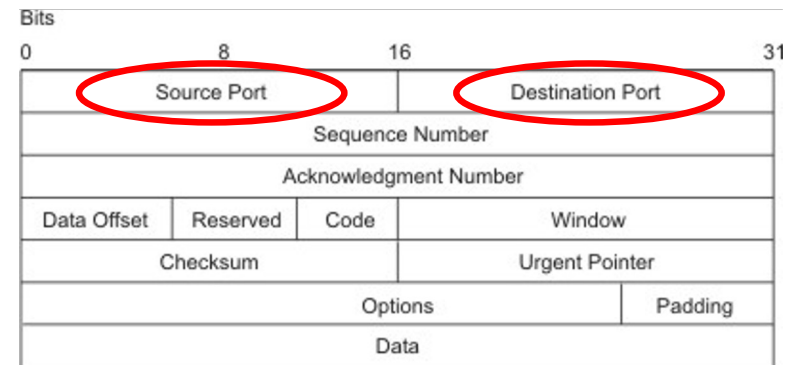 Bits
0 8 16 31
Source Port Destination Port
Sequence Number
Acknowledgment Number
Data Offset Reserved Code Window
Checksum Urgent Pointer
Options Padding
Data